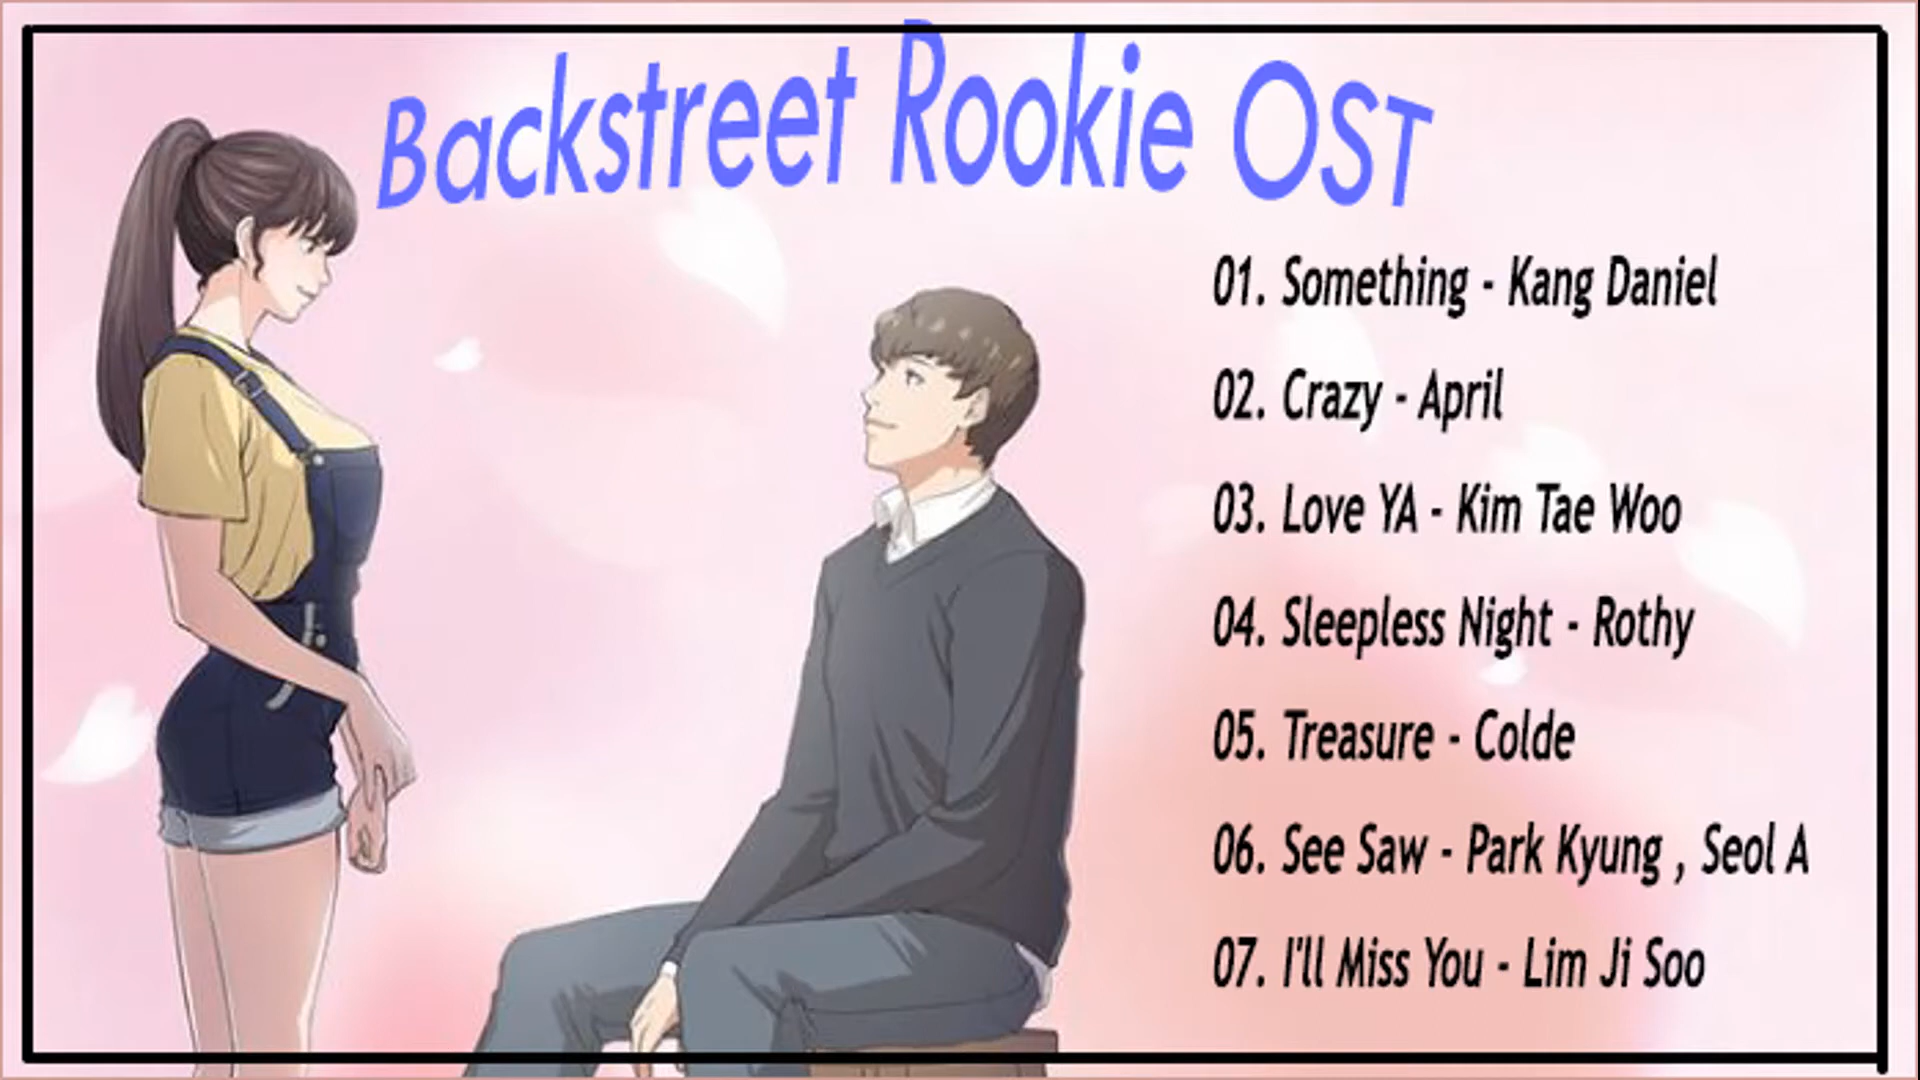 Backstreet Rookie OST
01. Something - Kang Daniel
02. Crazy - April
03. Love YA - Kim Tae Woo
04. Sleepless Night - Rothy
05. Treasure - Colde
06. See Saw - Park Kyung , Seol A
07. I'll Miss You - Lim Ji Soo